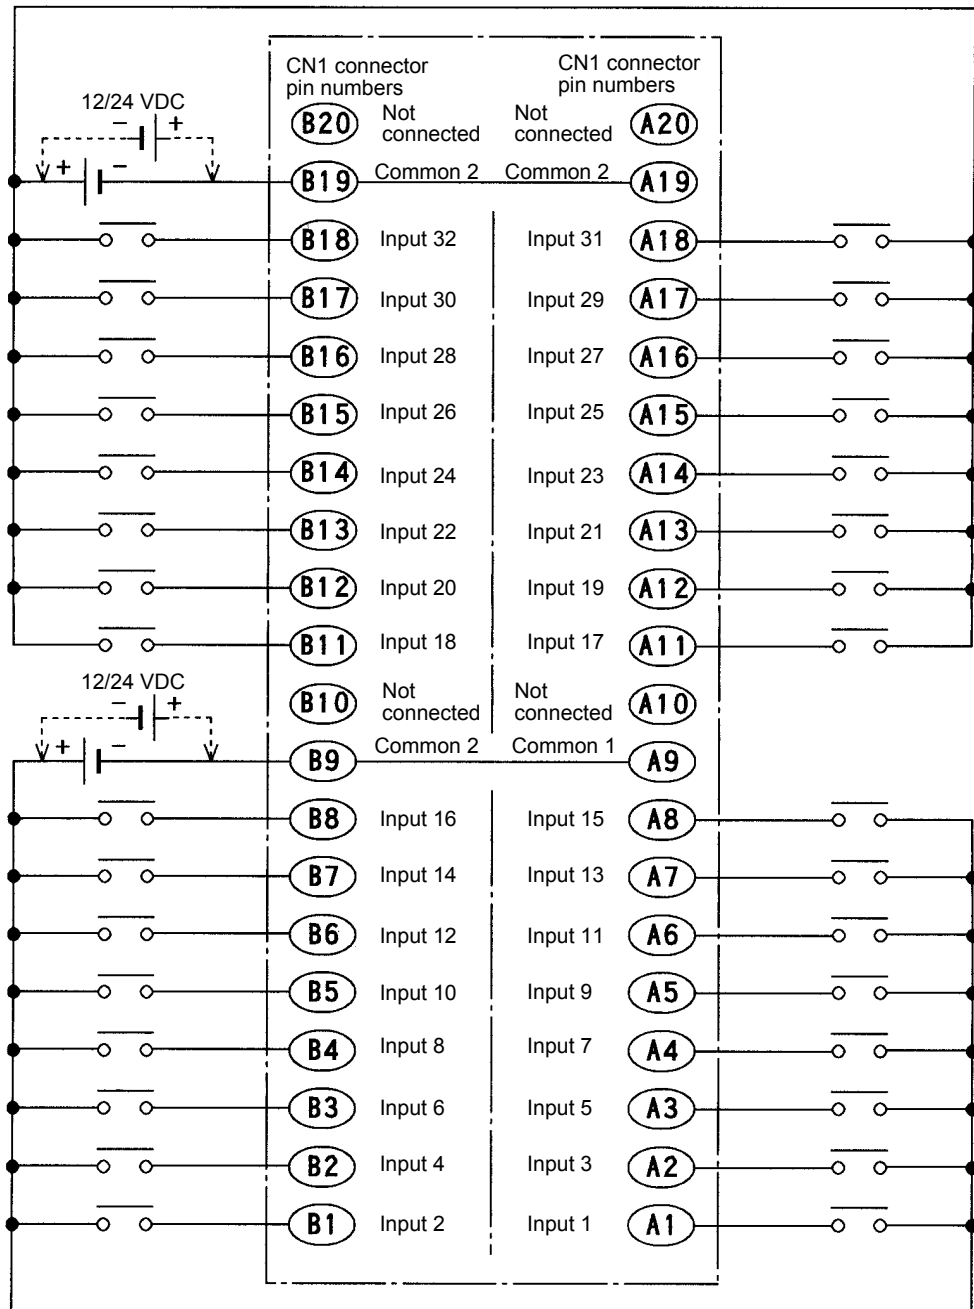 CN1 connector
pin numbers
CN1 connector
pin numbers
12/24 VDC
− +
B20 Not
connected Not
connected A20
+ − B19 Common 2 Common 2 A19
B18 Input 32 Input 31 A18
B17 Input 30 Input 29 A17
B16 Input 28 Input 27 A16
B15 Input 26 Input 25 A15
B14 Input 24 Input 23 A14
B13 Input 22 Input 21 A13
B12 Input 20 Input 19 A12
B11 Input 18 Input 17 A11
12/24 VDC
− +
B10 Not
connected Not
connected A10
+ − B9 Common 2 Common 1 A9
B8 Input 16 Input 15 A8
B7 Input 14 Input 13 A7
B6 Input 12 Input 11 A6
B5 Input 10 Input 9 A5
B4 Input 8 Input 7 A4
B3 Input 6 Input 5 A3
B2 Input 4 Input 3 A2
B1 Input 2 Input 1 A1